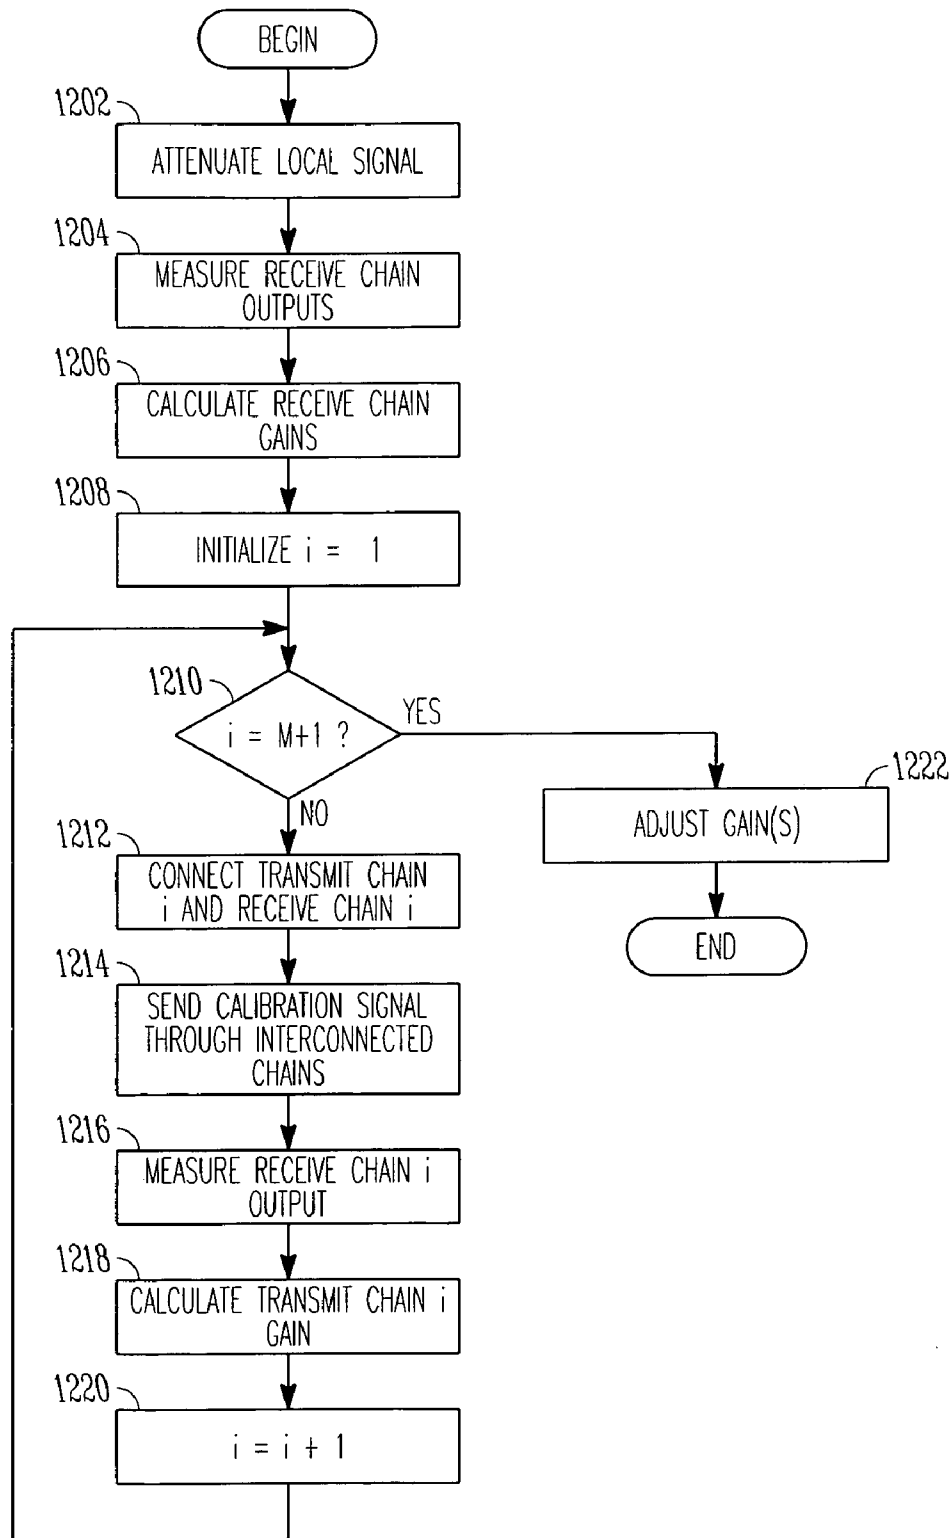 BEGIN
1202
ATTENUATE LOCAL SIGNAL
1204
MEASURE RECEIVE CHAIN
OUTPUTS
1206
CALCULATE RECEIVE CHAIN
GAINS
1208
INITIALIZE i = 1
1210
i = M+1 ?
YES
NO
1222
ADJUST GAIN(S)
END
1212
CONNECT TRANSMIT CHAIN
i AND RECEIVE CHAIN i
1214
SEND CALIBRATION SIGNAL
THROUGH INTERCONNECTED
CHAINS
1216
MEASURE RECEIVE CHAIN i
OUTPUT
1218
CALCULATE TRANSMIT CHAIN i
GAIN
1220
i = i + 1